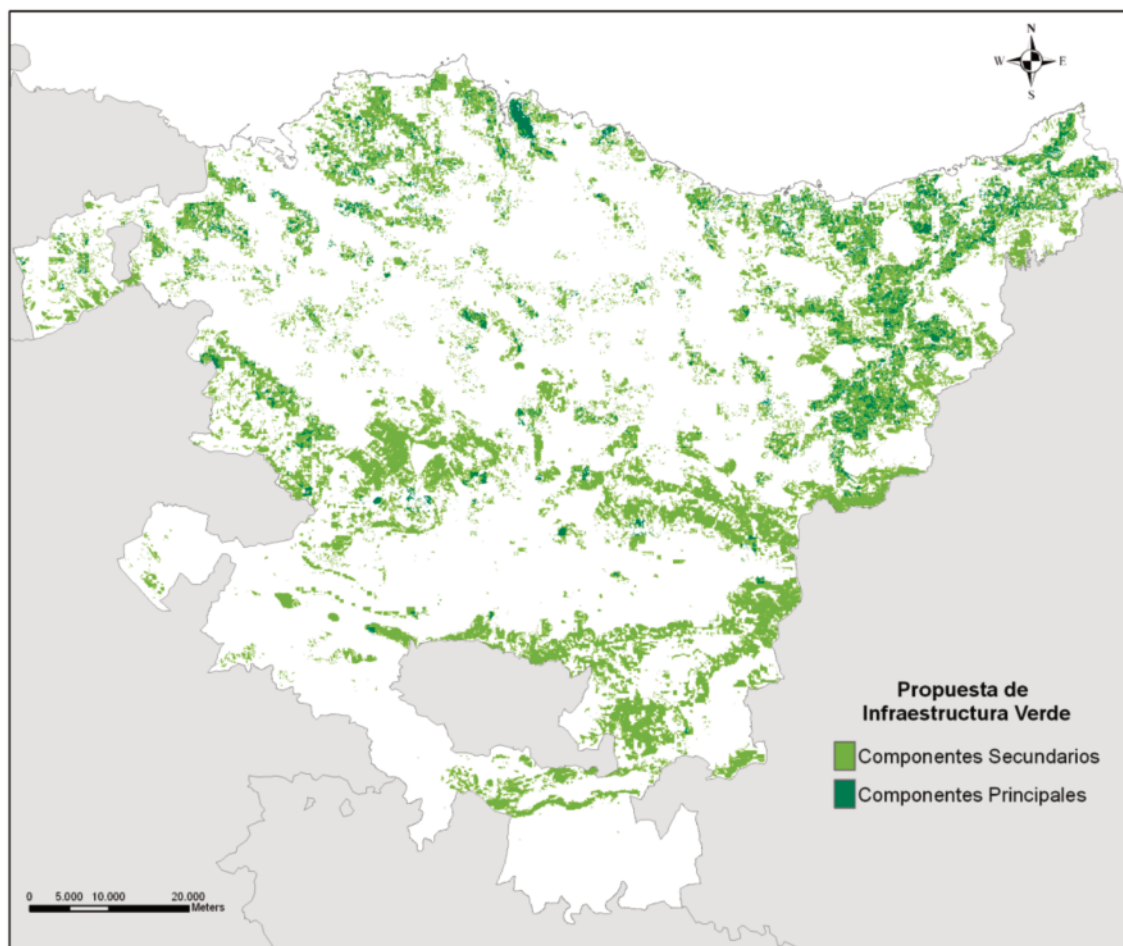 N
W E
S
Propuesta de
Infraestructura Verde
Componentes Secundarios
Componentes Principales
0 5.000 10.000 20.000
Meters